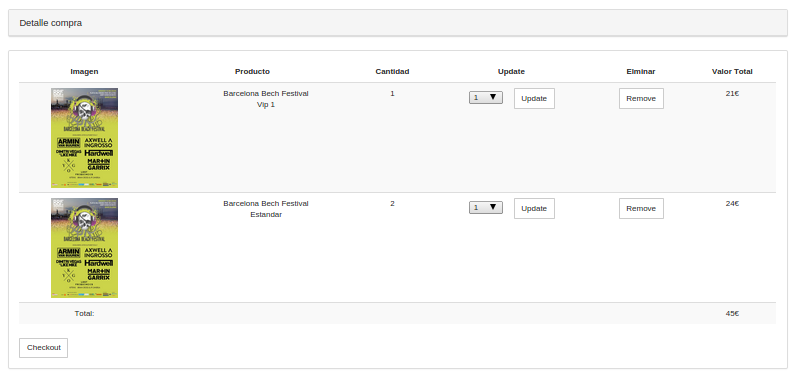 Detalle compra
Imagen Producto Cantidad Update Elminar Valor Total
Barcelona Bech Festival 1 1 Update Remove 21€
Vip 1
BARCELONA BEACH FESTIVAL
ARMIN AXWELL Λ
VAN BUUREN INGROSSO
DIMITRI VEGAS Hardwell
& LIKE MIKE
KYGO MARTIN
GARRIX
Barcelona Bech Festival 2 1 Update Remove 24€
Estandar
BARCELONA BEACH FESTIVAL
ARMIN AXWELL Λ
VAN BUUREN INGROSSO
DIMITRI VEGAS Hardwell
& LIKE MIKE
KYGO MARTIN
GARRIX
Total: 45€
Checkout